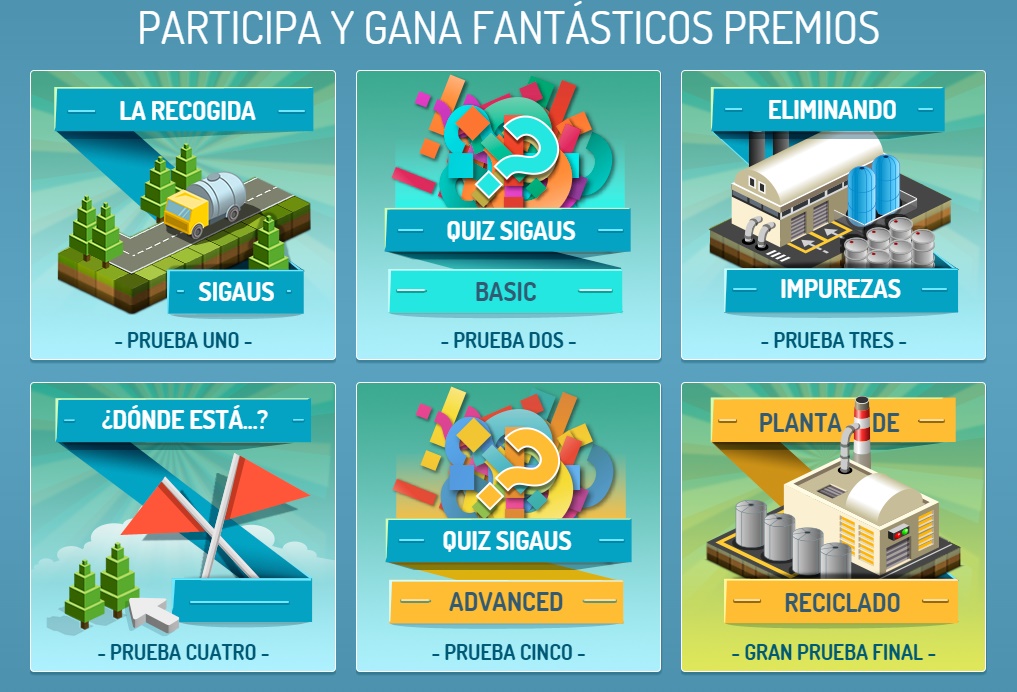 PARTICIPA Y GANA FANTÁSTICOS PREMIOS
LA RECOGIDA
SIGAUS
- PRUEBA UNO -
QUIZ SIGAUS
BASIC
- PRUEBA DOS -
ELIMINANDO
IMPUREZAS
- PRUEBA TRES -
¿DÓNDE ESTÁ...?
- PRUEBA CUATRO -
QUIZ SIGAUS
ADVANCED
- PRUEBA CINCO -
PLANTA DE
RECICLADO
- GRAN PRUEBA FINAL -